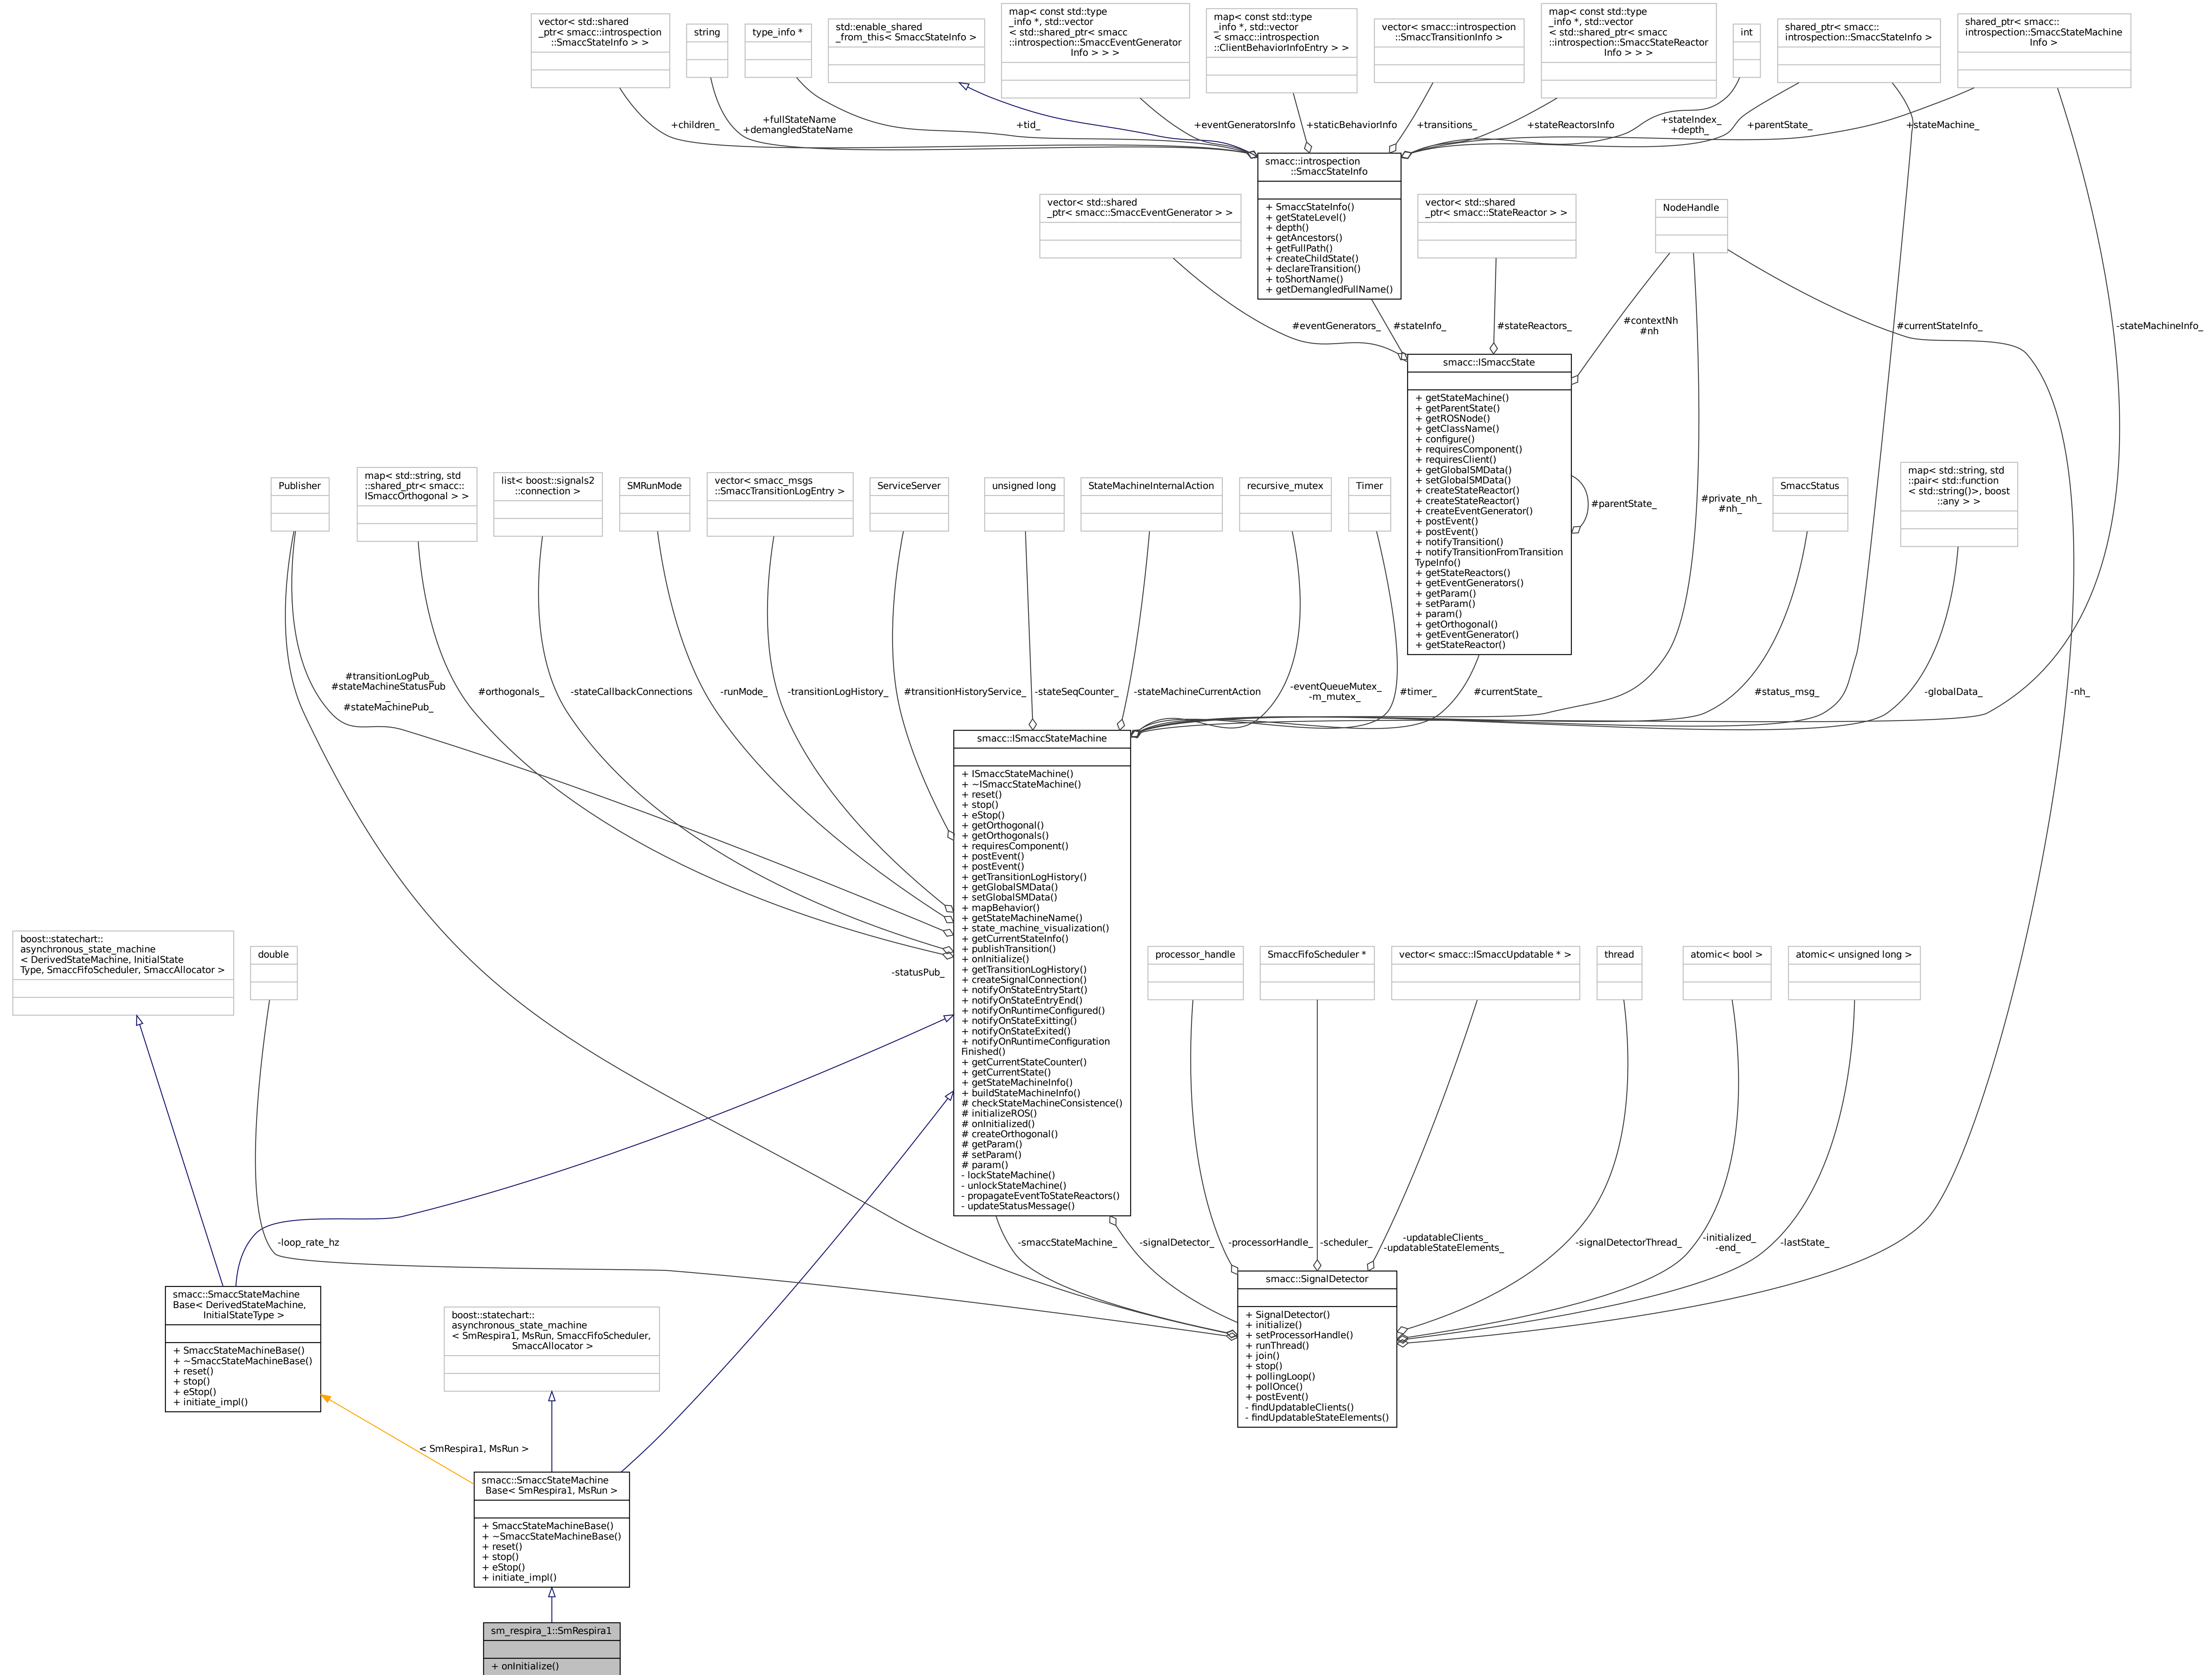 vector< std::shared
_ptr< smacc::introspection
::SmaccStateInfo > >
string
type_info *
std::enable_shared
_from_this< SmaccStateInfo >
map< const std::type
_info *, std::vector
< std::shared_ptr< smacc
::introspection::SmaccEventGenerator
Info > > >
map< const std::type
_info *, std::vector
< smacc::introspection
::ClientBehaviorInfoEntry > >
vector< smacc::introspection
::SmaccTransitionInfo >
map< const std::type
_info *, std::vector
< std::shared_ptr< smacc
::introspection::SmaccStateReactor
Info > > >
int
shared_ptr< smacc::
introspection::SmaccStateInfo >
shared_ptr< smacc::
introspection::SmaccStateMachine
Info >
+children_
+fullStateName
+demangledStateName
+tid_
+eventGeneratorsInfo
+staticBehaviorInfo
+transitions_
+stateReactorsInfo
+stateIndex_
+depth_
+parentState_
+stateMachine_
smacc::introspection
::SmaccStateInfo
+ SmaccStateInfo()
+ getStateLevel()
+ depth()
+ getAncestors()
+ getFullPath()
+ createChildState()
+ declareTransition()
+ toShortName()
+ getDemangledFullName()
vector< std::shared
_ptr< smacc::SmaccEventGenerator > >
vector< std::shared
_ptr< smacc::StateReactor > >
NodeHandle
#eventGenerators_
#stateInfo_
#stateReactors_
#contextNh
#nh
#currentStateInfo_
-stateMachineInfo_
smacc::ISmaccState
+ getStateMachine()
+ getParentState()
+ getROSNode()
+ getClassName()
+ configure()
+ requiresComponent()
+ requiresClient()
+ getGlobalSMData()
+ setGlobalSMData()
+ createStateReactor()
+ createStateReactor()
+ createEventGenerator()
+ postEvent()
+ postEvent()
+ notifyTransition()
+ notifyTransitionFromTransition
TypeInfo()
+ getStateReactors()
+ getEventGenerators()
+ getParam()
+ setParam()
+ param()
+ getOrthogonal()
+ getEventGenerator()
+ getStateReactor()
#parentState_
#private_nh_
#nh_
Publisher
map< std::string, std
::shared_ptr< smacc::
ISmaccOrthogonal > >
list< boost::signals2
::connection >
SMRunMode
vector< smacc_msgs
::SmaccTransitionLogEntry >
ServiceServer
unsigned long
StateMachineInternalAction
recursive_mutex
Timer
SmaccStatus
map< std::string, std
::pair< std::function
< std::string()>, boost
::any > >
#transitionLogPub_
#stateMachineStatusPub
_
#stateMachinePub_
#orthogonals_
-stateCallbackConnections
-runMode_
-transitionLogHistory_
#transitionHistoryService_
-stateSeqCounter_
-stateMachineCurrentAction
-eventQueueMutex_
-m_mutex_
#timer_
#currentState_
#status_msg_
-globalData_
-nh_
smacc::ISmaccStateMachine
+ ISmaccStateMachine()
+ ~ISmaccStateMachine()
+ reset()
+ stop()
+ eStop()
+ getOrthogonal()
+ getOrthogonals()
+ requiresComponent()
+ postEvent()
+ postEvent()
+ getTransitionLogHistory()
+ getGlobalSMData()
+ setGlobalSMData()
+ mapBehavior()
+ getStateMachineName()
+ state_machine_visualization()
+ getCurrentStateInfo()
+ publishTransition()
+ onInitialize()
+ getTransitionLogHistory()
+ createSignalConnection()
+ notifyOnStateEntryStart()
+ notifyOnStateEntryEnd()
+ notifyOnRuntimeConfigured()
+ notifyOnStateExitting()
+ notifyOnStateExited()
+ notifyOnRuntimeConfiguration
Finished()
+ getCurrentStateCounter()
+ getCurrentState()
+ getStateMachineInfo()
+ buildStateMachineInfo()
# checkStateMachineConsistence()
# initializeROS()
# onInitialized()
# createOrthogonal()
# getParam()
# setParam()
# param()
- lockStateMachine()
- unlockStateMachine()
- propagateEventToStateReactors()
- updateStatusMessage()
boost::statechart::
asynchronous_state_machine
< DerivedStateMachine, InitialState
Type, SmaccFifoScheduler, SmaccAllocator >
double
-statusPub_
processor_handle
SmaccFifoScheduler *
vector< smacc::ISmaccUpdatable * >
thread
atomic< bool >
atomic< unsigned long >
-loop_rate_hz
-smaccStateMachine_
-signalDetector_
-processorHandle_
-scheduler_
-updatableClients_
-updatableStateElements_
-signalDetectorThread_
-initialized_
-end_
-lastState_
smacc::SignalDetector
+ SignalDetector()
+ initialize()
+ setProcessorHandle()
+ runThread()
+ join()
+ stop()
+ pollingLoop()
+ pollOnce()
+ postEvent()
- findUpdatableClients()
- findUpdatableStateElements()
smacc::SmaccStateMachine
Base< DerivedStateMachine,
InitialStateType >
+ SmaccStateMachineBase()
+ ~SmaccStateMachineBase()
+ reset()
+ stop()
+ eStop()
+ initiate_impl()
boost::statechart::
asynchronous_state_machine
< SmRespira1, MsRun, SmaccFifoScheduler,
SmaccAllocator >
< SmRespira1, MsRun >
smacc::SmaccStateMachine
Base< SmRespira1, MsRun >
+ SmaccStateMachineBase()
+ ~SmaccStateMachineBase()
+ reset()
+ stop()
+ eStop()
+ initiate_impl()
sm_respira_1::SmRespira1
+ onInitialize()